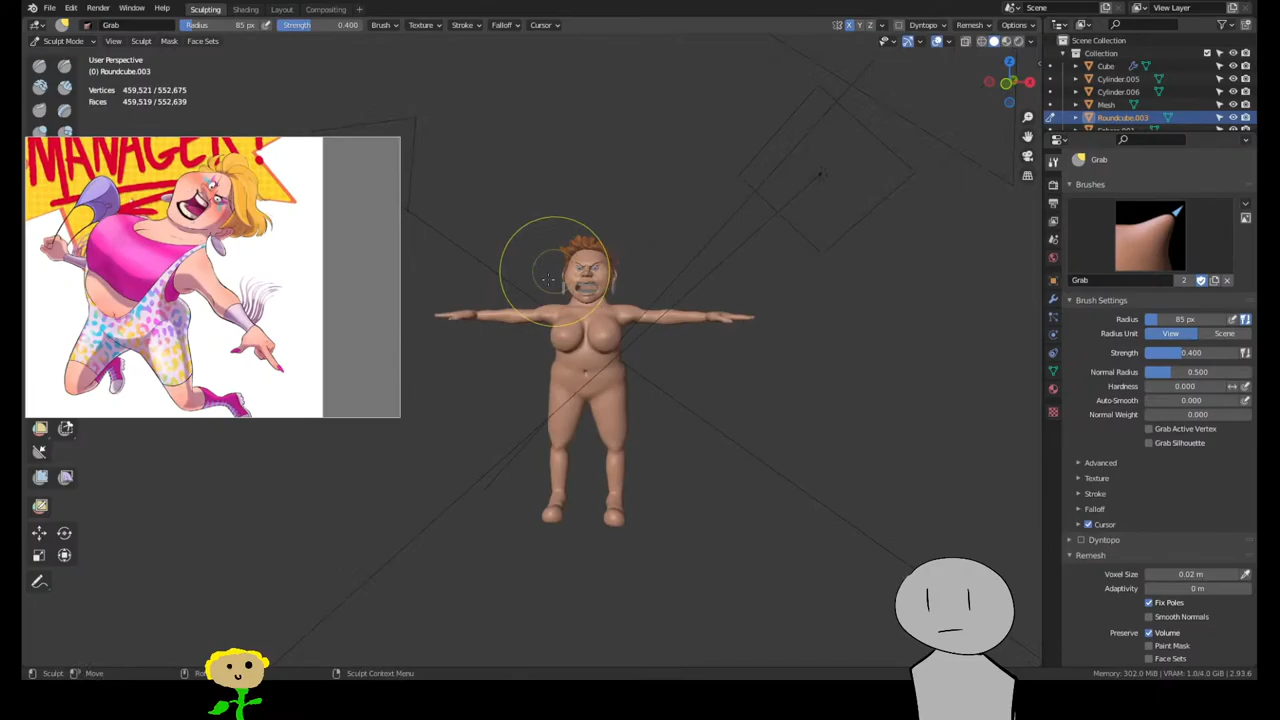 File Edit Render Window Help Sculpting Shading Layout Compositing Scene View Layer
Grab Radius 85 px Strength 0.400 Brush Texture Stroke Falloff Cursor X Y Z Dyntopo Remesh Options
Sculpt Mode View Sculpt Mask Face Sets
User Perspective
(0) Roundcube.003
Vertices 459,521 / 552,675
Faces 459,519 / 552,639
MANAGER!
Z
X
Scene Collection
Collection
Cube
Cylinder.005
Cylinder.006
Mesh
Roundcube.003
Grab
Brushes
Grab 2
Brush Settings
Radius 85 px
Radius Unit View Scene
Strength 0.400
Normal Radius 0.500
Hardness 0.000
Auto-Smooth 0.000
Normal Weight 0.000
Grab Active Vertex
Grab Silhouette
Advanced
Texture
Stroke
Falloff
Cursor
Dyntopo
Remesh
Voxel Size 0.02 m
Adaptivity 0 m
Fix Poles
Smooth Normals
Preserve Volume
Paint Mask
Face Sets
Sculpt Move Sculpt Context Menu Memory: 302.0 MiB | VRAM: 1.0/4.0 GiB | 2.93.6